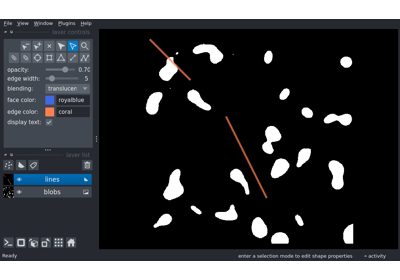 File View Window Plugins Help
layer controls
opacity: 0.70
edge width: 5
blending: translucen
face color: royalblue
edge color: coral
display text:
layer list
lines
blobs
Ready enter a selection mode to edit shape properties activity